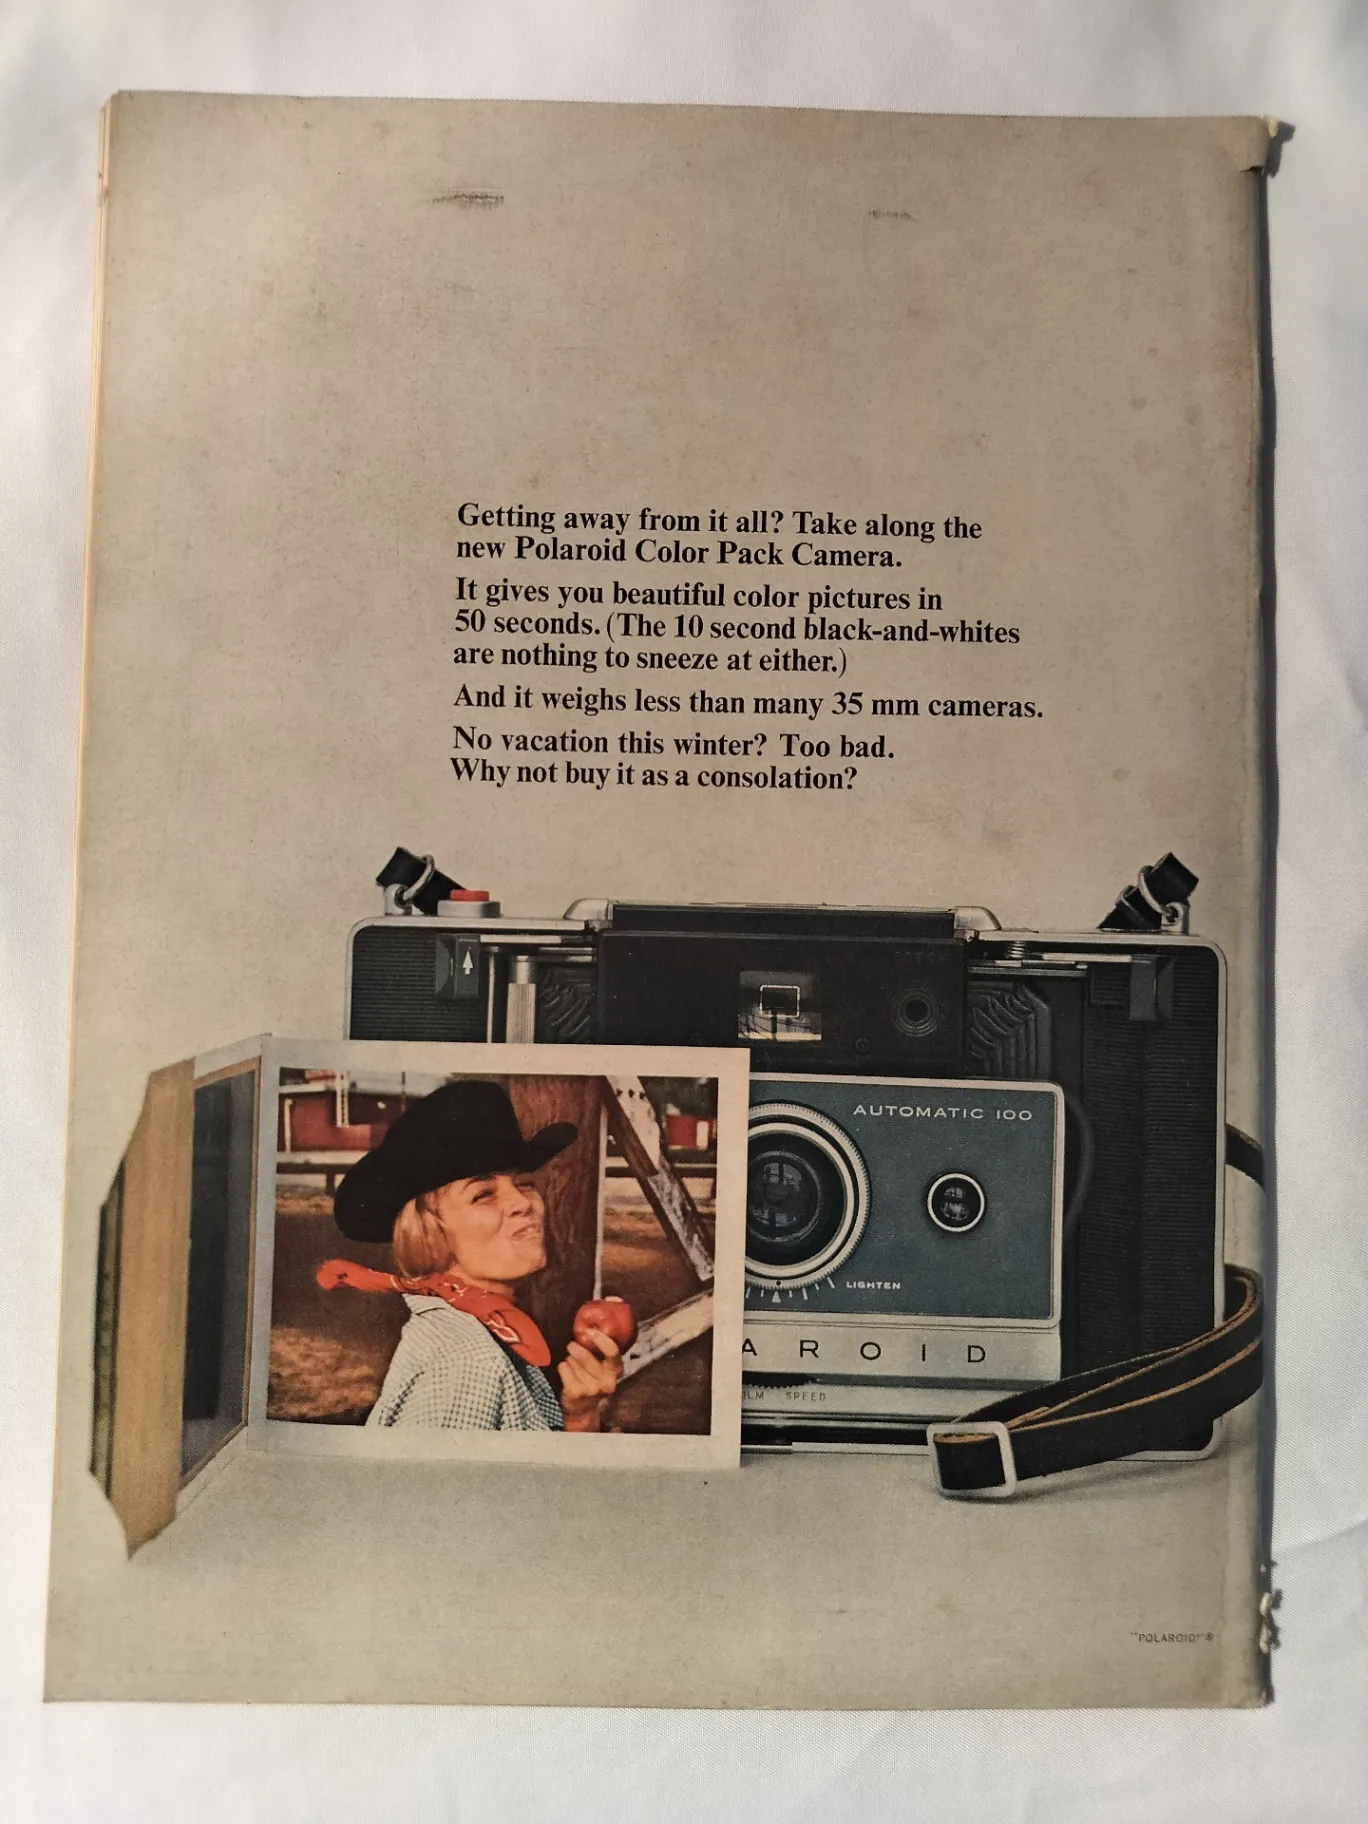 Getting away from it all? Take along the
new Polaroid Color Pack Camera.
It gives you beautiful color pictures in
50 seconds. (The 10 second black-and-whites
are nothing to sneeze at either.)
And it weighs less than many 35 mm cameras.
No vacation this winter? Too bad.
Why not buy it as a consolation?
AUTOMATIC 100
LIGHTEN
AROID
ILM SPEED
"POLAROID"®